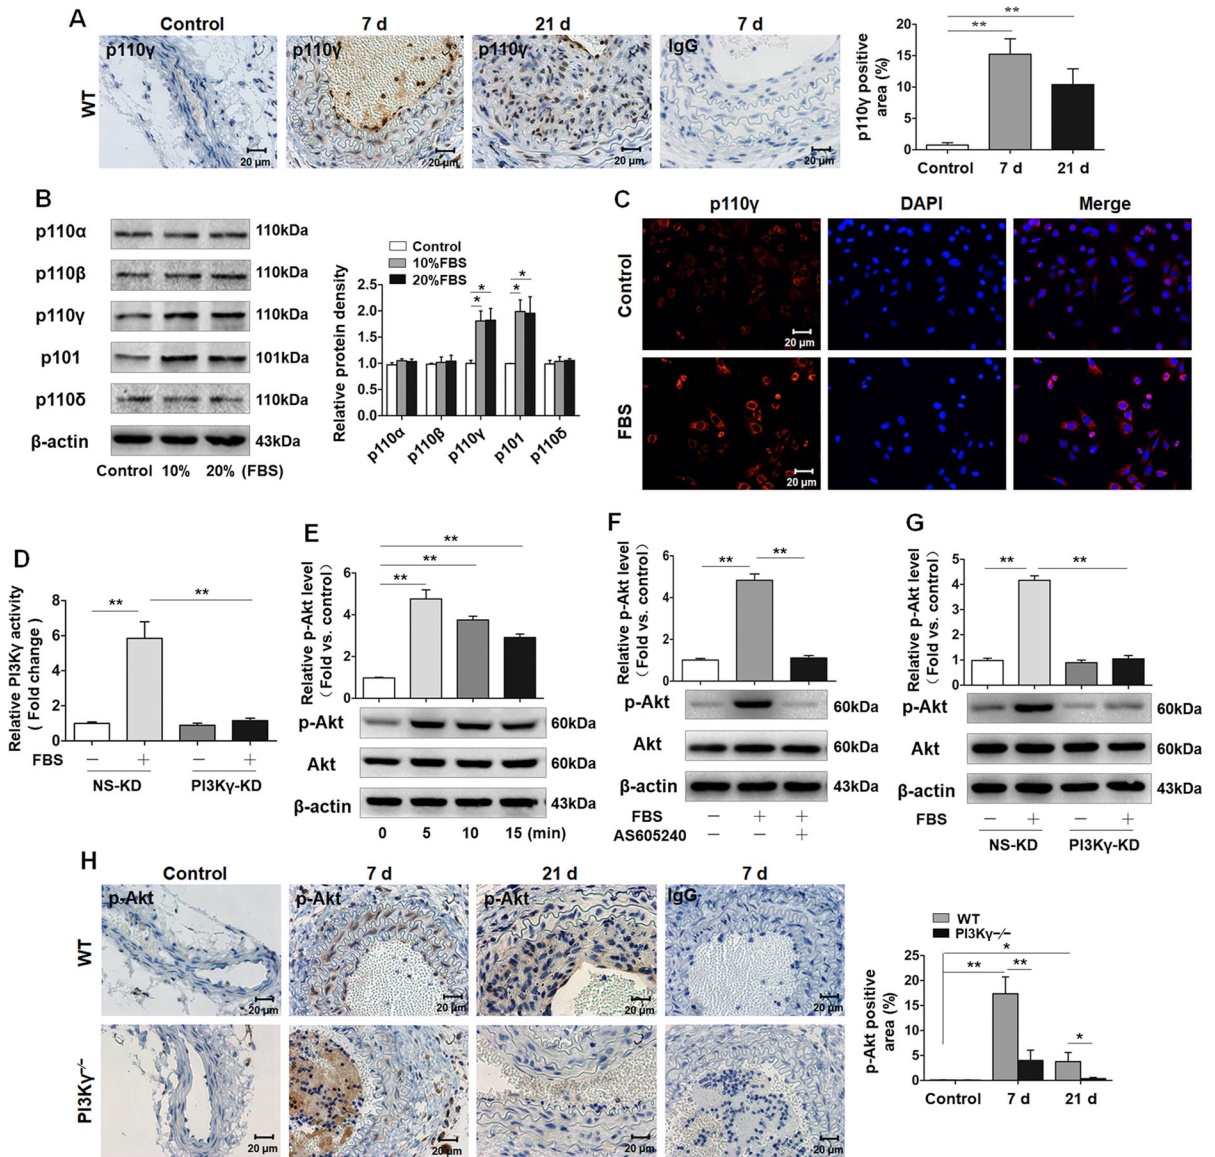 A
Control 7 d 21 d 7 d
p110γ p110γ p110γ IgG
WT
20 μm 20 μm 20 μm 20 μm
p110γ positive
area (%)
20
15
10
5
0
** **
Control 7 d 21 d
B
p110α 110kDa
p110β 110kDa
p110γ 110kDa
p101 101kDa
p110δ 110kDa
β-actin 43kDa
Control 10% 20% (FBS)
Control
10%FBS
20%FBS
Relative protein density
2.5
2.0
1.5
1.0
0.5
0.0
* * * *
p110α p110β p110γ p101 p110δ
C
p110γ DAPI Merge
Control
20 μm
FBS
20 μm
D
Relative PI3Kγ activity
( Fold change )
8
6
4
2
0
** **
FBS − + − +
NS-KD PI3Kγ-KD
E
Relative p-Akt level
(Fold vs. control)
6
4
2
0
** ** **
p-Akt 60kDa
Akt 60kDa
β-actin 43kDa
0 5 10 15 (min)
F
Relative p-Akt level
(Fold vs. control)
6
4
2
0
** **
p-Akt 60kDa
Akt 60kDa
β-actin 43kDa
FBS − + +
AS605240 − − +
G
Relative p-Akt level
(Fold vs. control)
5
4
3
2
1
0
** **
p-Akt 60kDa
Akt 60kDa
β-actin 43kDa
FBS − + − +
NS-KD PI3Kγ-KD
H
Control 7 d 21 d 7 d
p-Akt p-Akt p-Akt IgG
WT
20 μm 20 μm 20 μm 20 μm
PI3Kγ−/−
20 μm 20 μm 20 μm 20 μm
WT
PI3Kγ−/−
p-Akt positive
area (%)
25
20
15
10
5
0
* ** ** *
Control 7 d 21 d